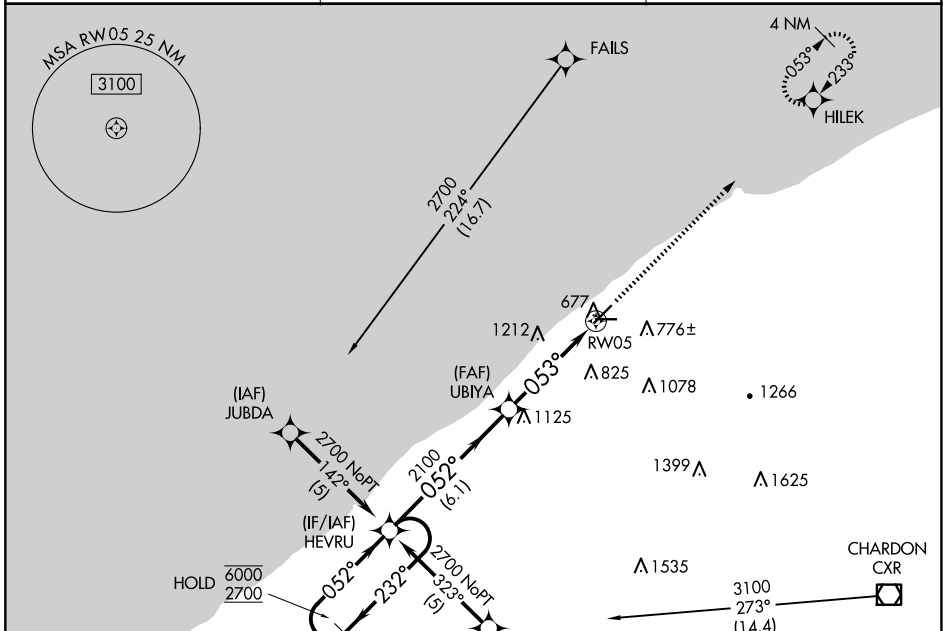 MSA RW05 25 NM
3100
FAILS
4 NM
053°
233°
HILEK
2700
224°
(16.7)
677
1212
RW05
776±
(FAF)
UBIYA
053°
825
1078
1266
1125
(IAF)
JUBDA
2700 NoPT
142°
(5)
2100
052°
(6.1)
1399
1625
(IF/IAF)
HEVRU
2700 NoPT
323°
(5)
1535
CHARDON
CXR
HOLD
6000
2700
052°
232°
3100
273°
(14.4)